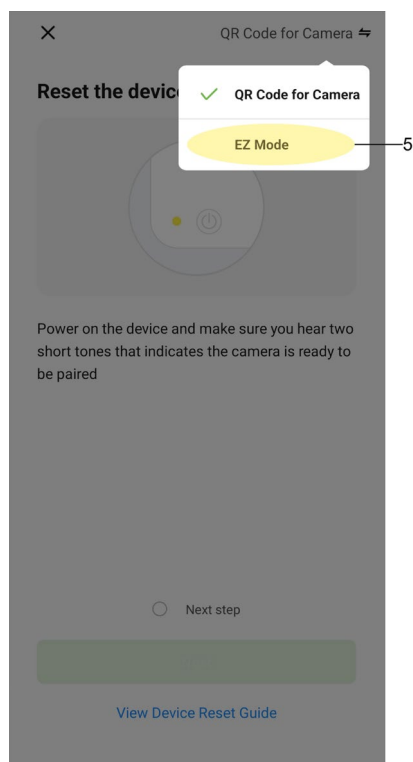 QR Code for Camera
Reset the devic
QR Code for Camera
EZ Mode
5
Power on the device and make sure you hear two
short tones that indicates the camera is ready to
be paired
Next step
View Device Reset Guide